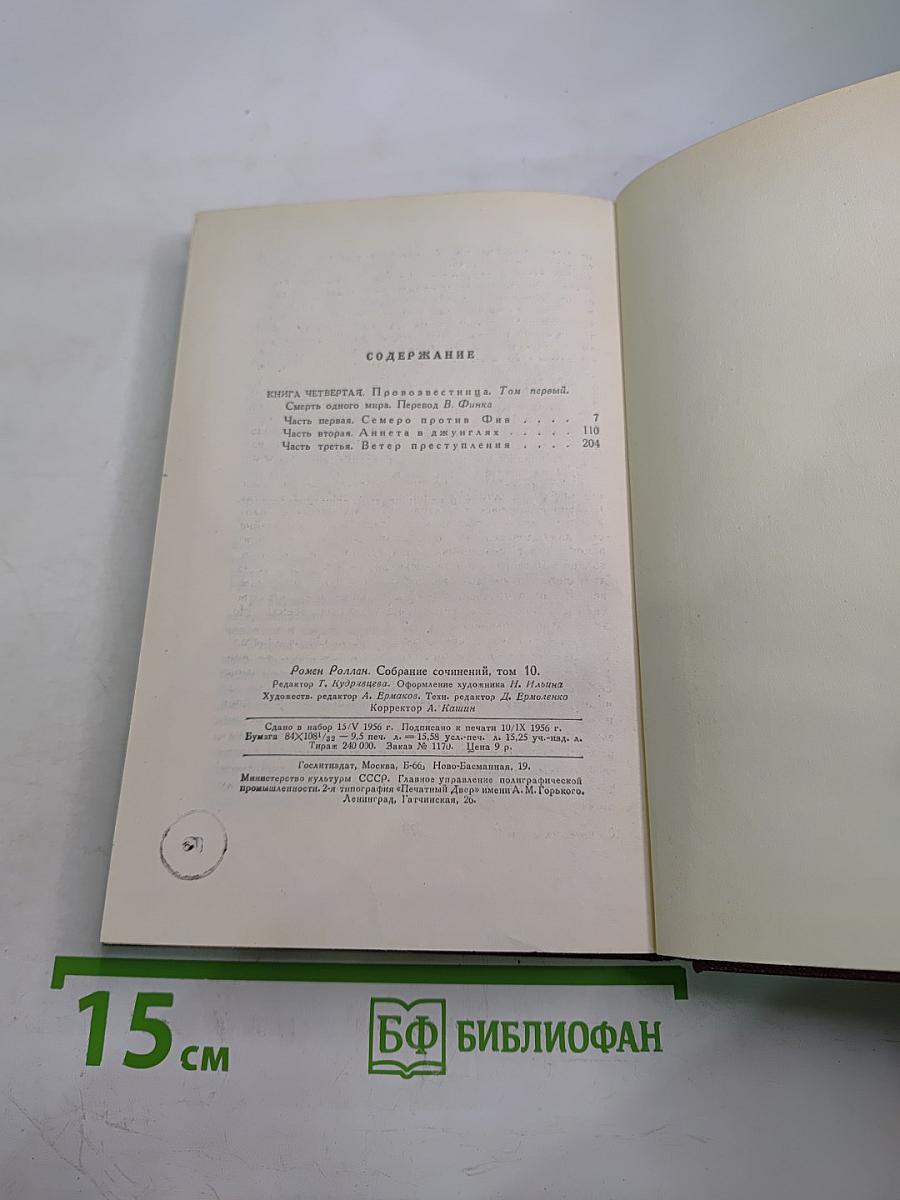 СОДЕРЖАНИЕ
КНИГА ЧЕТВЕРТАЯ. Провозвестница. Том первый.
Смерть одного мира. Перевод В. Финка
Часть первая. Семеро против Фив . . . . 7
Часть вторая. Аннета в джунглях . . . . . 110
Часть третья. Ветер преступления . . . . 204
Ромен Роллан. Собрание сочинений, том 10.
Редактор Т. Кудрявцева. Оформление художника Н. Ильина
Художеств. редактор А. Ермаков. Техн. редактор Д. Ермоленко
Корректор А. Кашин
Сдано в набор 15/V 1956 г. Подписано к печати 10/IX 1956 г.
Бумага 84×108¹/₃₂ — 9,5 печ. л. = 15,58 усл.-печ. л. 15,25 уч.-изд. л.
Тираж 240 000. Заказ № 1170. Цена 9 р.
Гослитиздат, Москва, Б-66, Ново-Басманная, 19.
Министерство культуры СССР. Главное управление полиграфической
промышленности. 2-я типография «Печатный Двор» имени А. М. Горького.
Ленинград, Гатчинская, 26.
15 см
БФ БИБЛИОФАН